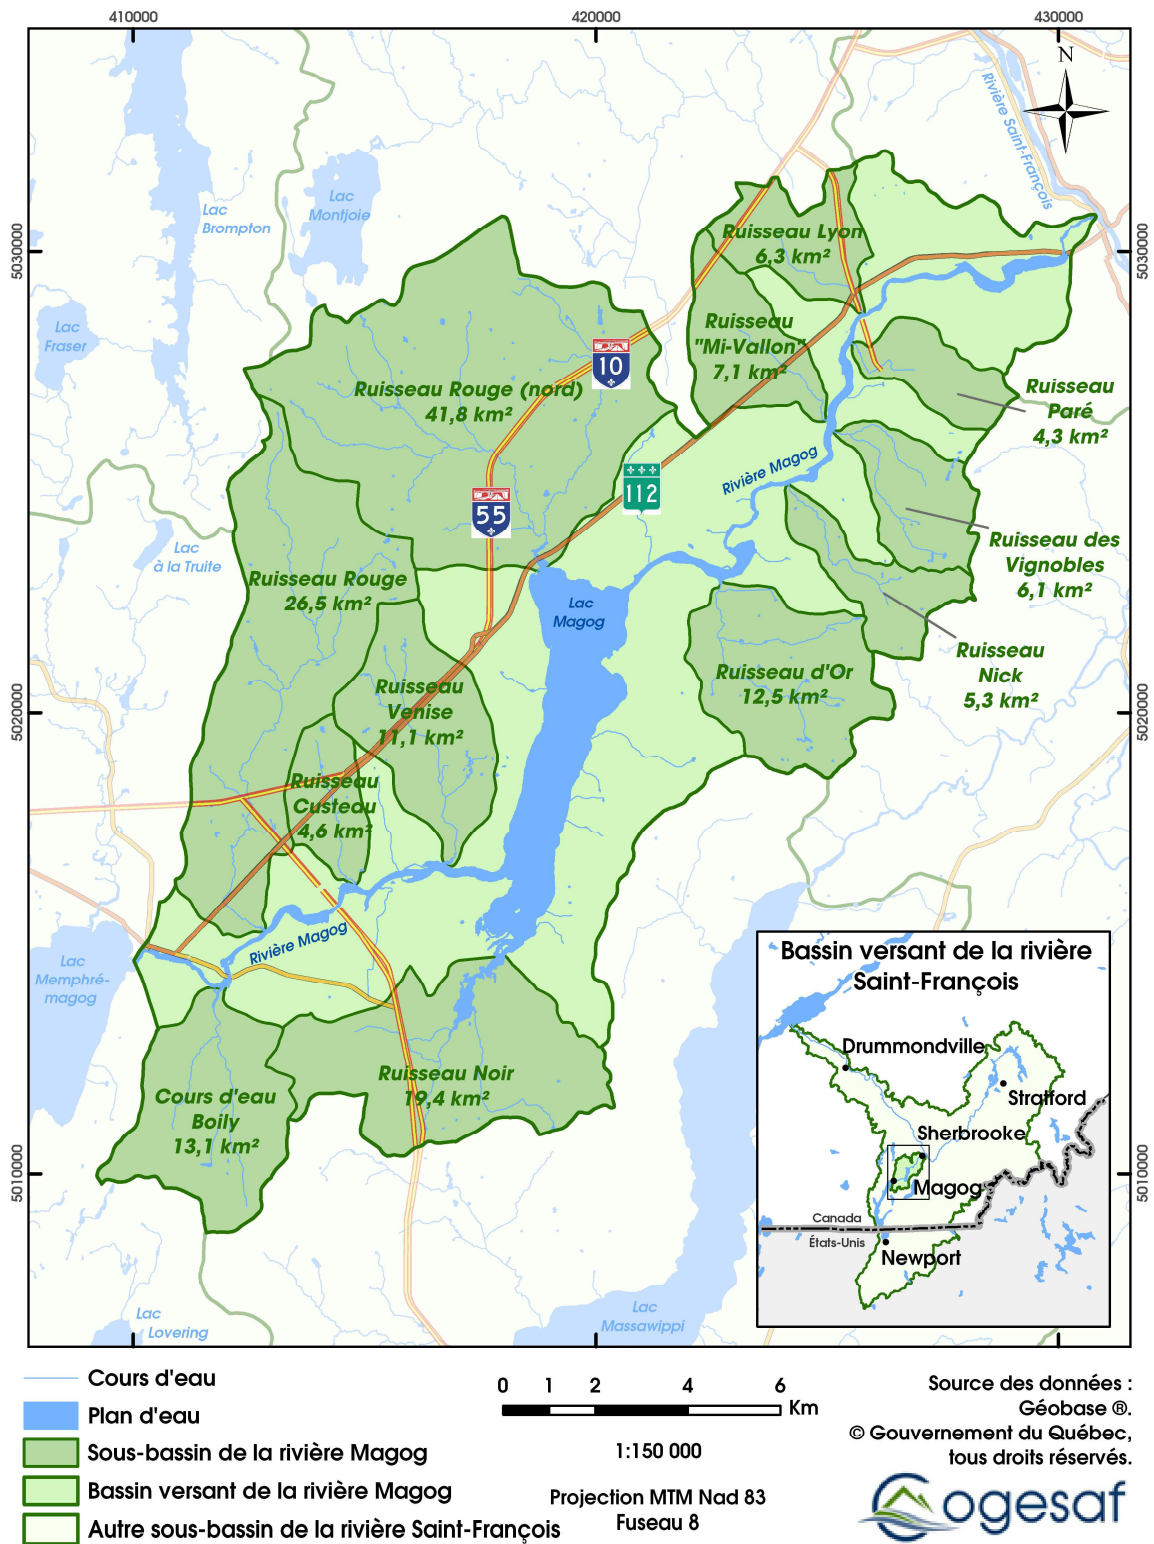 410000
420000
430000
N
Rivière Saint-François
Lac
Montjoie
Lac
Brompton
5030000
5030000
Ruisseau Lyon
6,3 km²
Lac
Fraser
Ruisseau
"Mi-Vallon"
7,1 km²
10
Ruisseau Rouge (nord)
41,8 km²
Ruisseau
Paré
4,3 km²
Rivière Magog
112
55
Ruisseau des
Vignobles
6,1 km²
Lac
à la Truite
Ruisseau Rouge
26,5 km²
Lac
Magog
Ruisseau
Nick
5,3 km²
Ruisseau d'Or
12,5 km²
Ruisseau
Venise
11,1 km²
5020000
5020000
Ruisseau
Custeau
4,6 km²
Rivière Magog
Lac
Memphré-
magog
Bassin versant de la rivière
Saint-François
Drummondville
Stratford
Sherbrooke
Magog
Canada
États-Unis
Newport
Ruisseau Noir
19,4 km²
Cours d'eau
Boily
13,1 km²
5010000
5010000
Lac
Lovering
Lac
Massawippi
Cours d'eau
Plan d'eau
Sous-bassin de la rivière Magog
Bassin versant de la rivière Magog
Autre sous-bassin de la rivière Saint-François
0 1 2 4 6
Km
1:150 000
Projection MTM Nad 83
Fuseau 8
Source des données :
Géobase ®.
© Gouvernement du Québec,
tous droits réservés.
Cogesaf